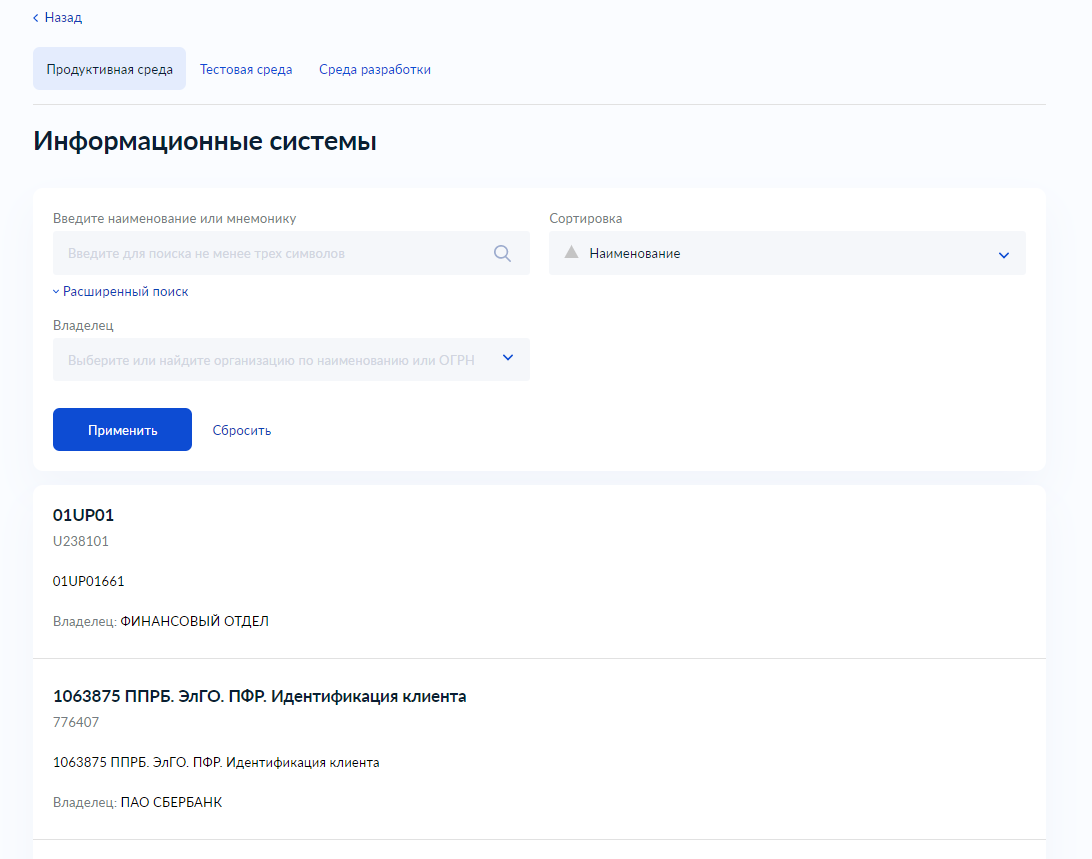 Назад
Продуктивная среда Тестовая среда Среда разработки
Информационные системы
Введите наименование или мнемонику Сортировка
Введите для поиска не менее трех символов Наименование
Расширенный поиск
Владелец
Выберите или найдите организацию по наименованию или ОГРН
Применить Сбросить
01UP01
U238101
01UP01661
Владелец: ФИНАНСОВЫЙ ОТДЕЛ
1063875 ППРБ. ЭлГО. ПФР. Идентификация клиента
776407
1063875 ППРБ. ЭлГО. ПФР. Идентификация клиента
Владелец: ПАО СБЕРБАНК